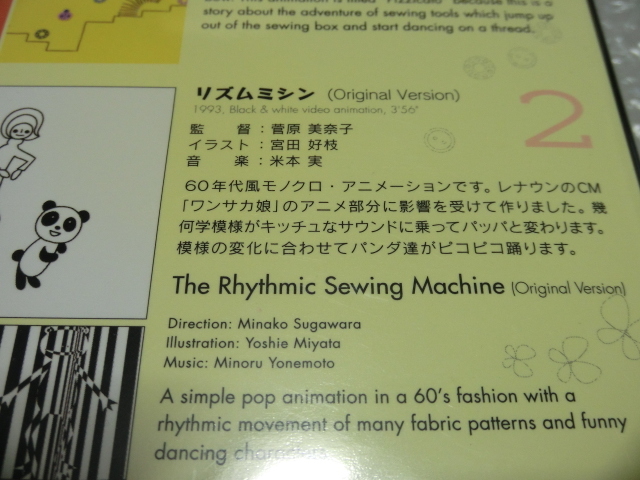 story about the adventure of sewing tools which jump up
out of the sewing box and start dancing on a thread.
リズムミシン (Original Version)
1993, Black & white video animation, 3'56"
2
監 督：菅原 美奈子
イラスト：宮田 好枝
音 楽：米本 実
60年代風モノクロ・アニメーションです。レナウンのCM
「ワンサカ娘」のアニメ部分に影響を受けて作りました。幾
何学模様がキッチュなサウンドに乗ってパッパと変わります。
模様の変化に合わせてパンダ達がピコピコ踊ります。
The Rhythmic Sewing Machine (Original Version)
Direction: Minako Sugawara
Illustration: Yoshie Miyata
Music: Minoru Yonemoto
A simple pop animation in a 60's fashion with a
rhythmic movement of many fabric patterns and funny
dancing characters